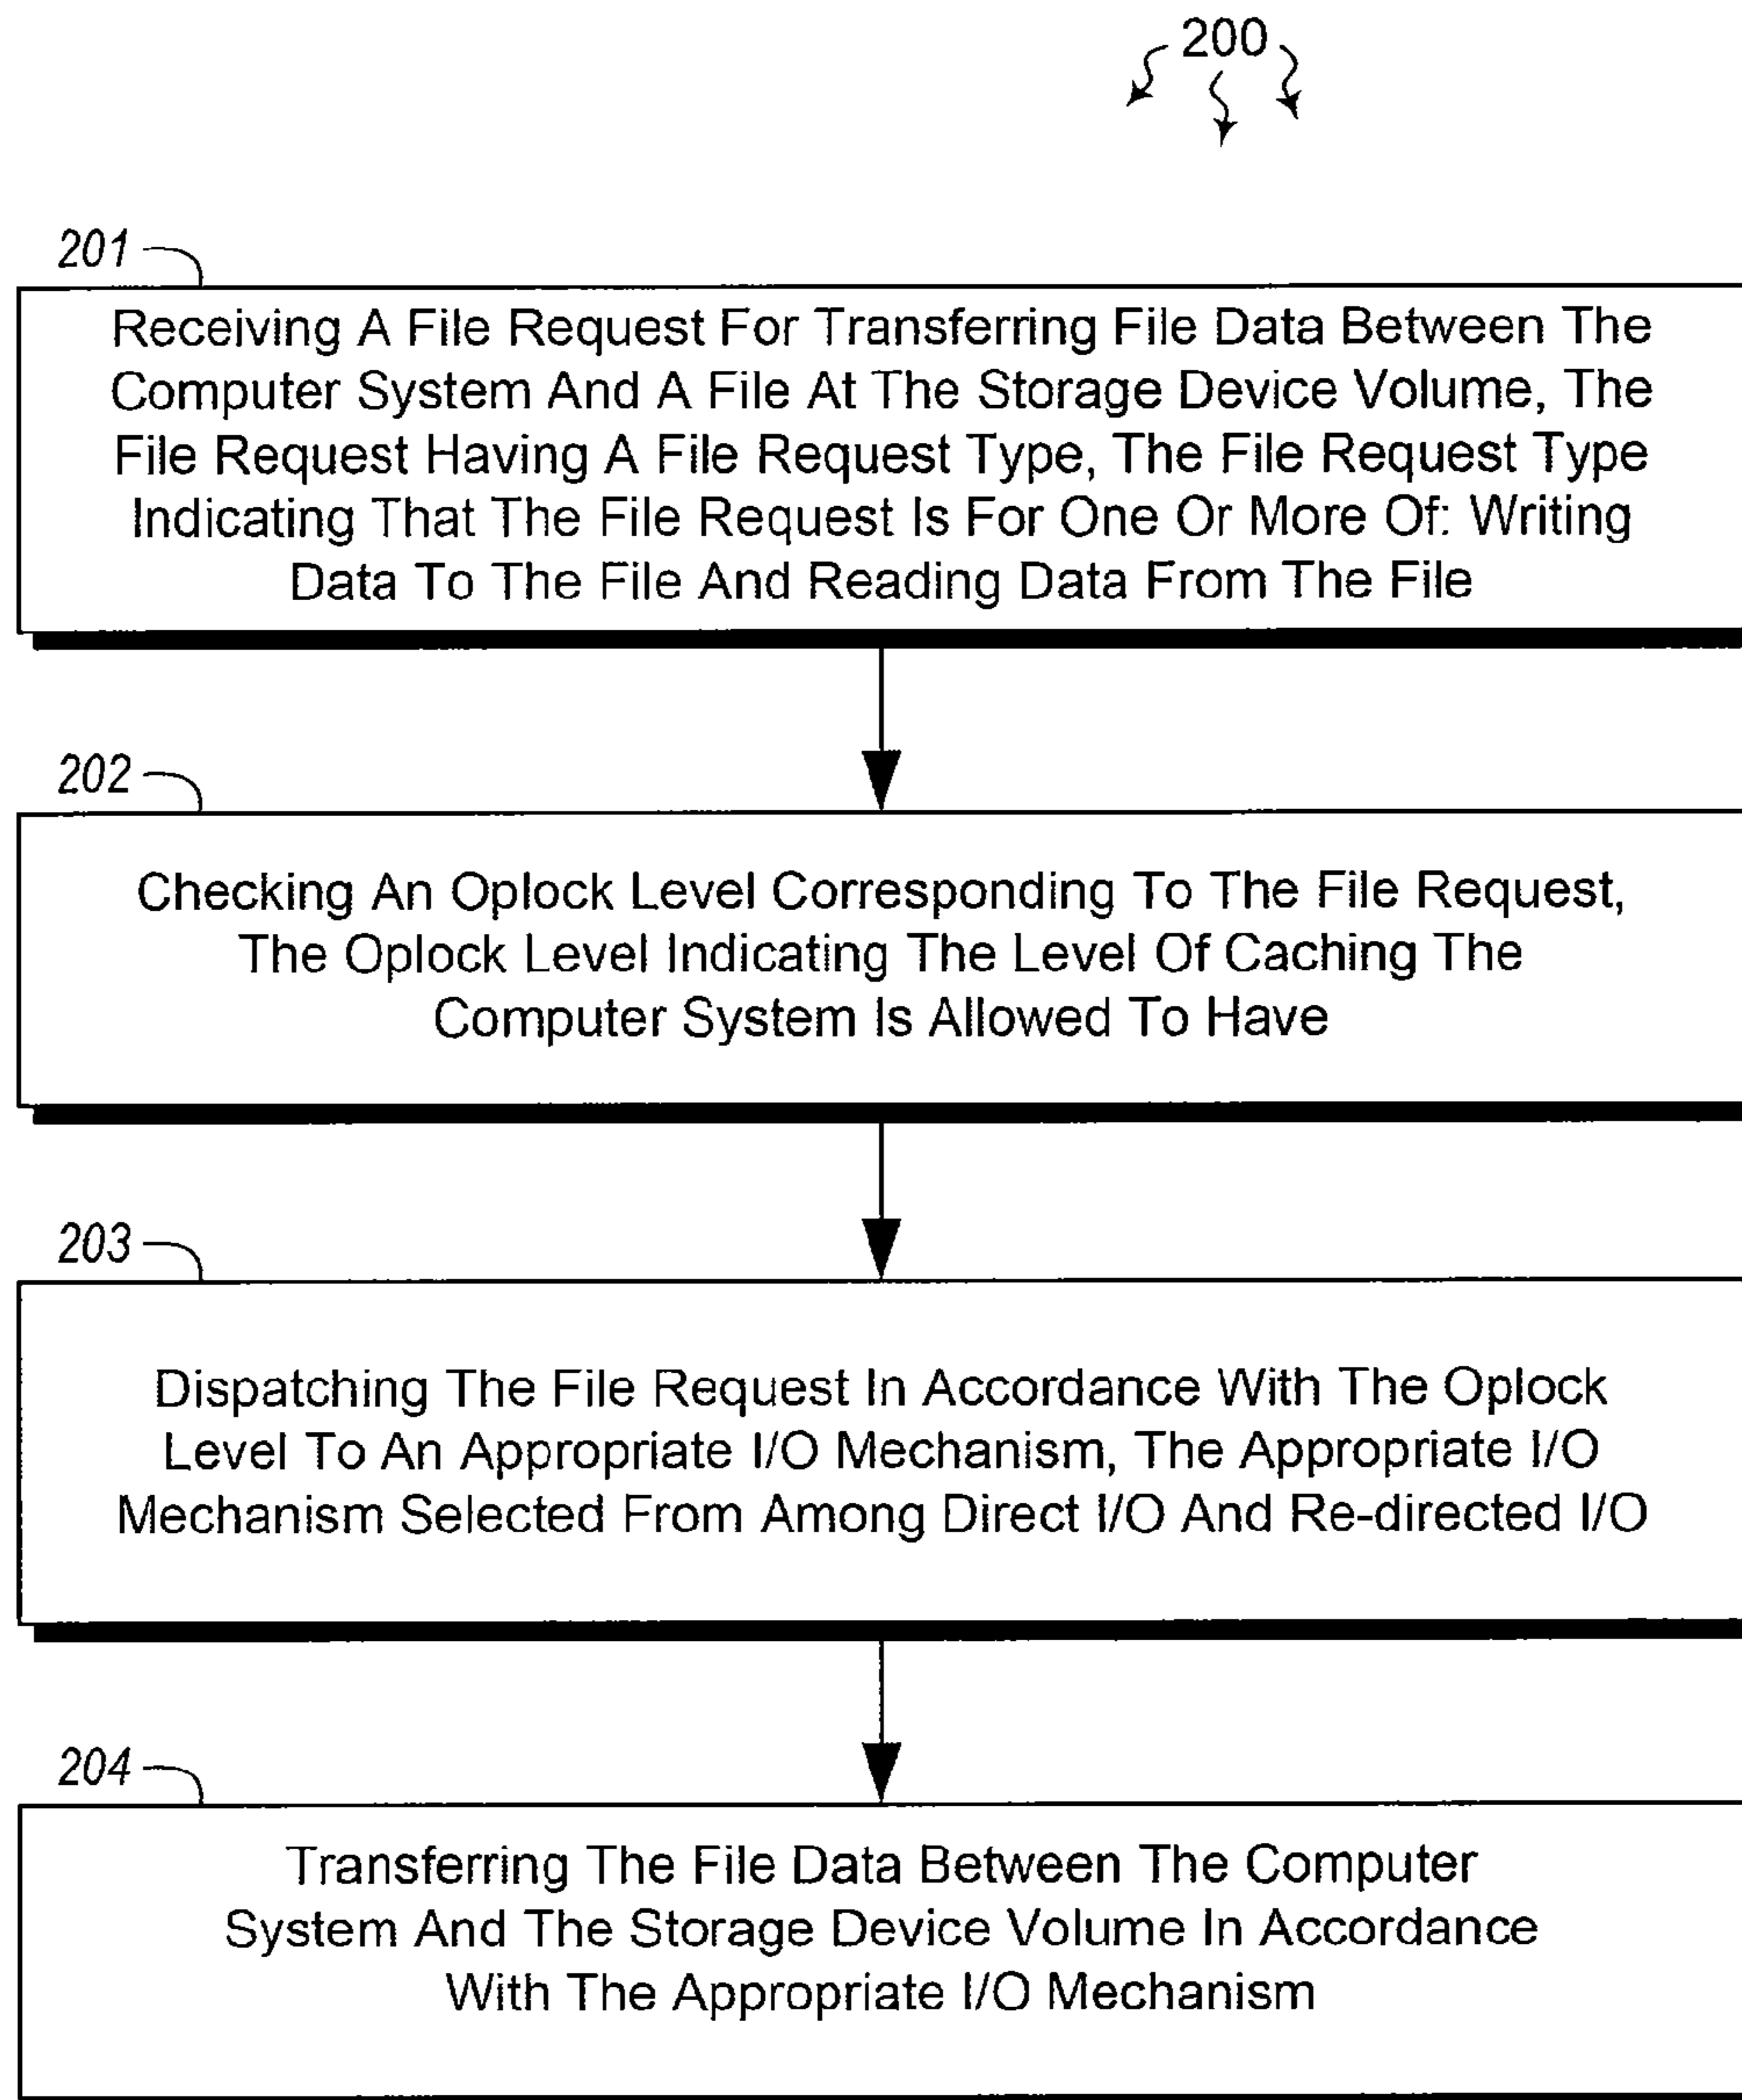 200
201
Receiving A File Request For Transferring File Data Between The
Computer System And A File At The Storage Device Volume, The
File Request Having A File Request Type, The File Request Type
Indicating That The File Request Is For One Or More Of: Writing
Data To The File And Reading Data From The File
202
Checking An Oplock Level Corresponding To The File Request,
The Oplock Level Indicating The Level Of Caching The
Computer System Is Allowed To Have
203
Dispatching The File Request In Accordance With The Oplock
Level To An Appropriate I/O Mechanism, The Appropriate I/O
Mechanism Selected From Among Direct I/O And Re-directed I/O
204
Transferring The File Data Between The Computer
System And The Storage Device Volume In Accordance
With The Appropriate I/O Mechanism